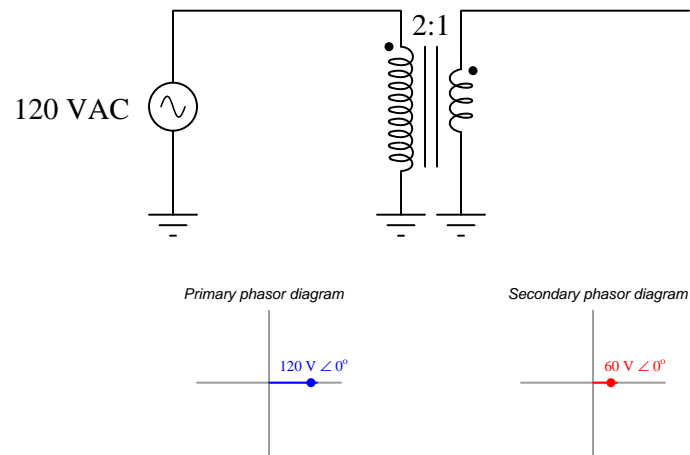 2:1
120 VAC
Primary phasor diagram
Secondary phasor diagram
120 V ∠ 0°
60 V ∠ 0°